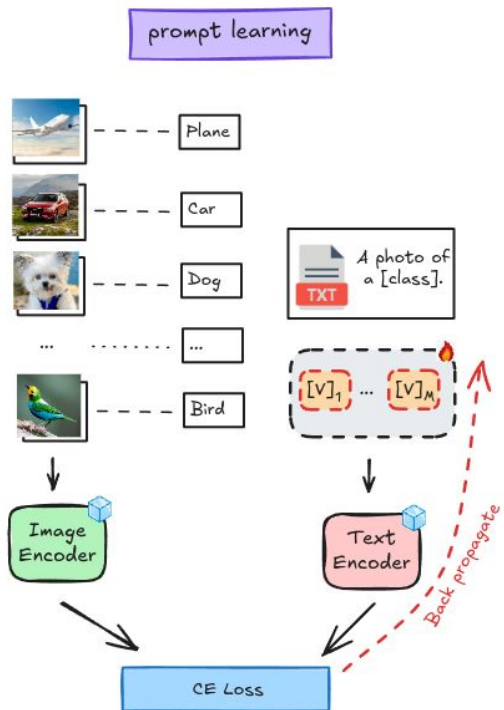 prompt learning
Plane
Car
Dog
...
...
Bird
A photo of
a [class].
TXT
[V]₁ ... [V]ₘ
Image
Encoder
Text
Encoder
Back propagate
CE Loss